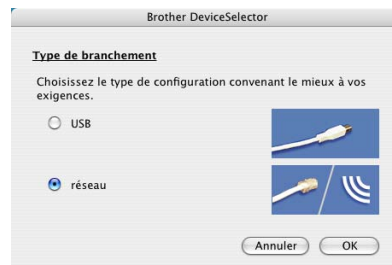 Brother DeviceSelector
Type de branchement
Choisissez le type de configuration convenant le mieux à vos
exigences.
USB
réseau
Annuler
OK